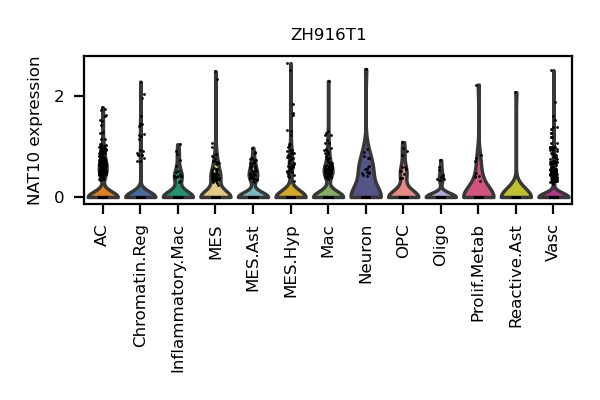 ZH916T1
NAT10 expression
2
0
AC
Chromatin.Reg
Inflammatory.Mac
MES
MES.Ast
MES.Hyp
Mac
Neuron
OPC
Oligo
Prolif.Metab
Reactive.Ast
Vasc